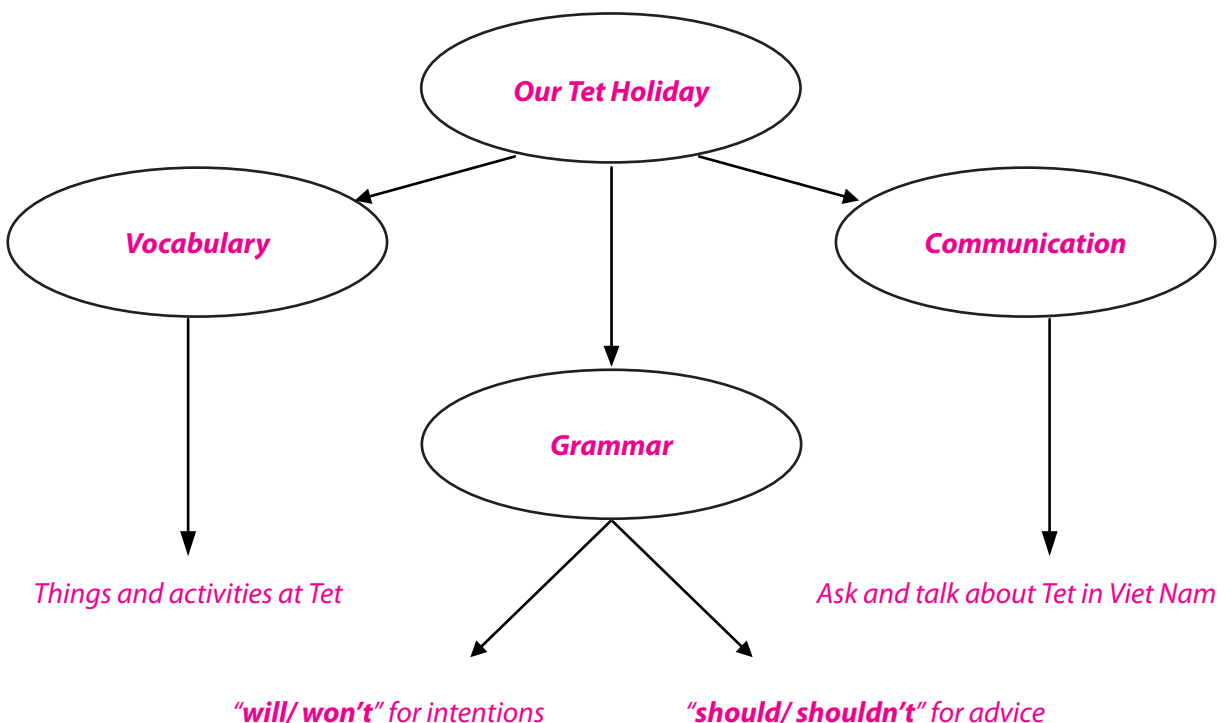 Our Tet Holiday
Vocabulary
Communication
Grammar
Things and activities at Tet
Ask and talk about Tet in Viet Nam
“will/ won’t” for intentions
“should/ shouldn’t” for advice